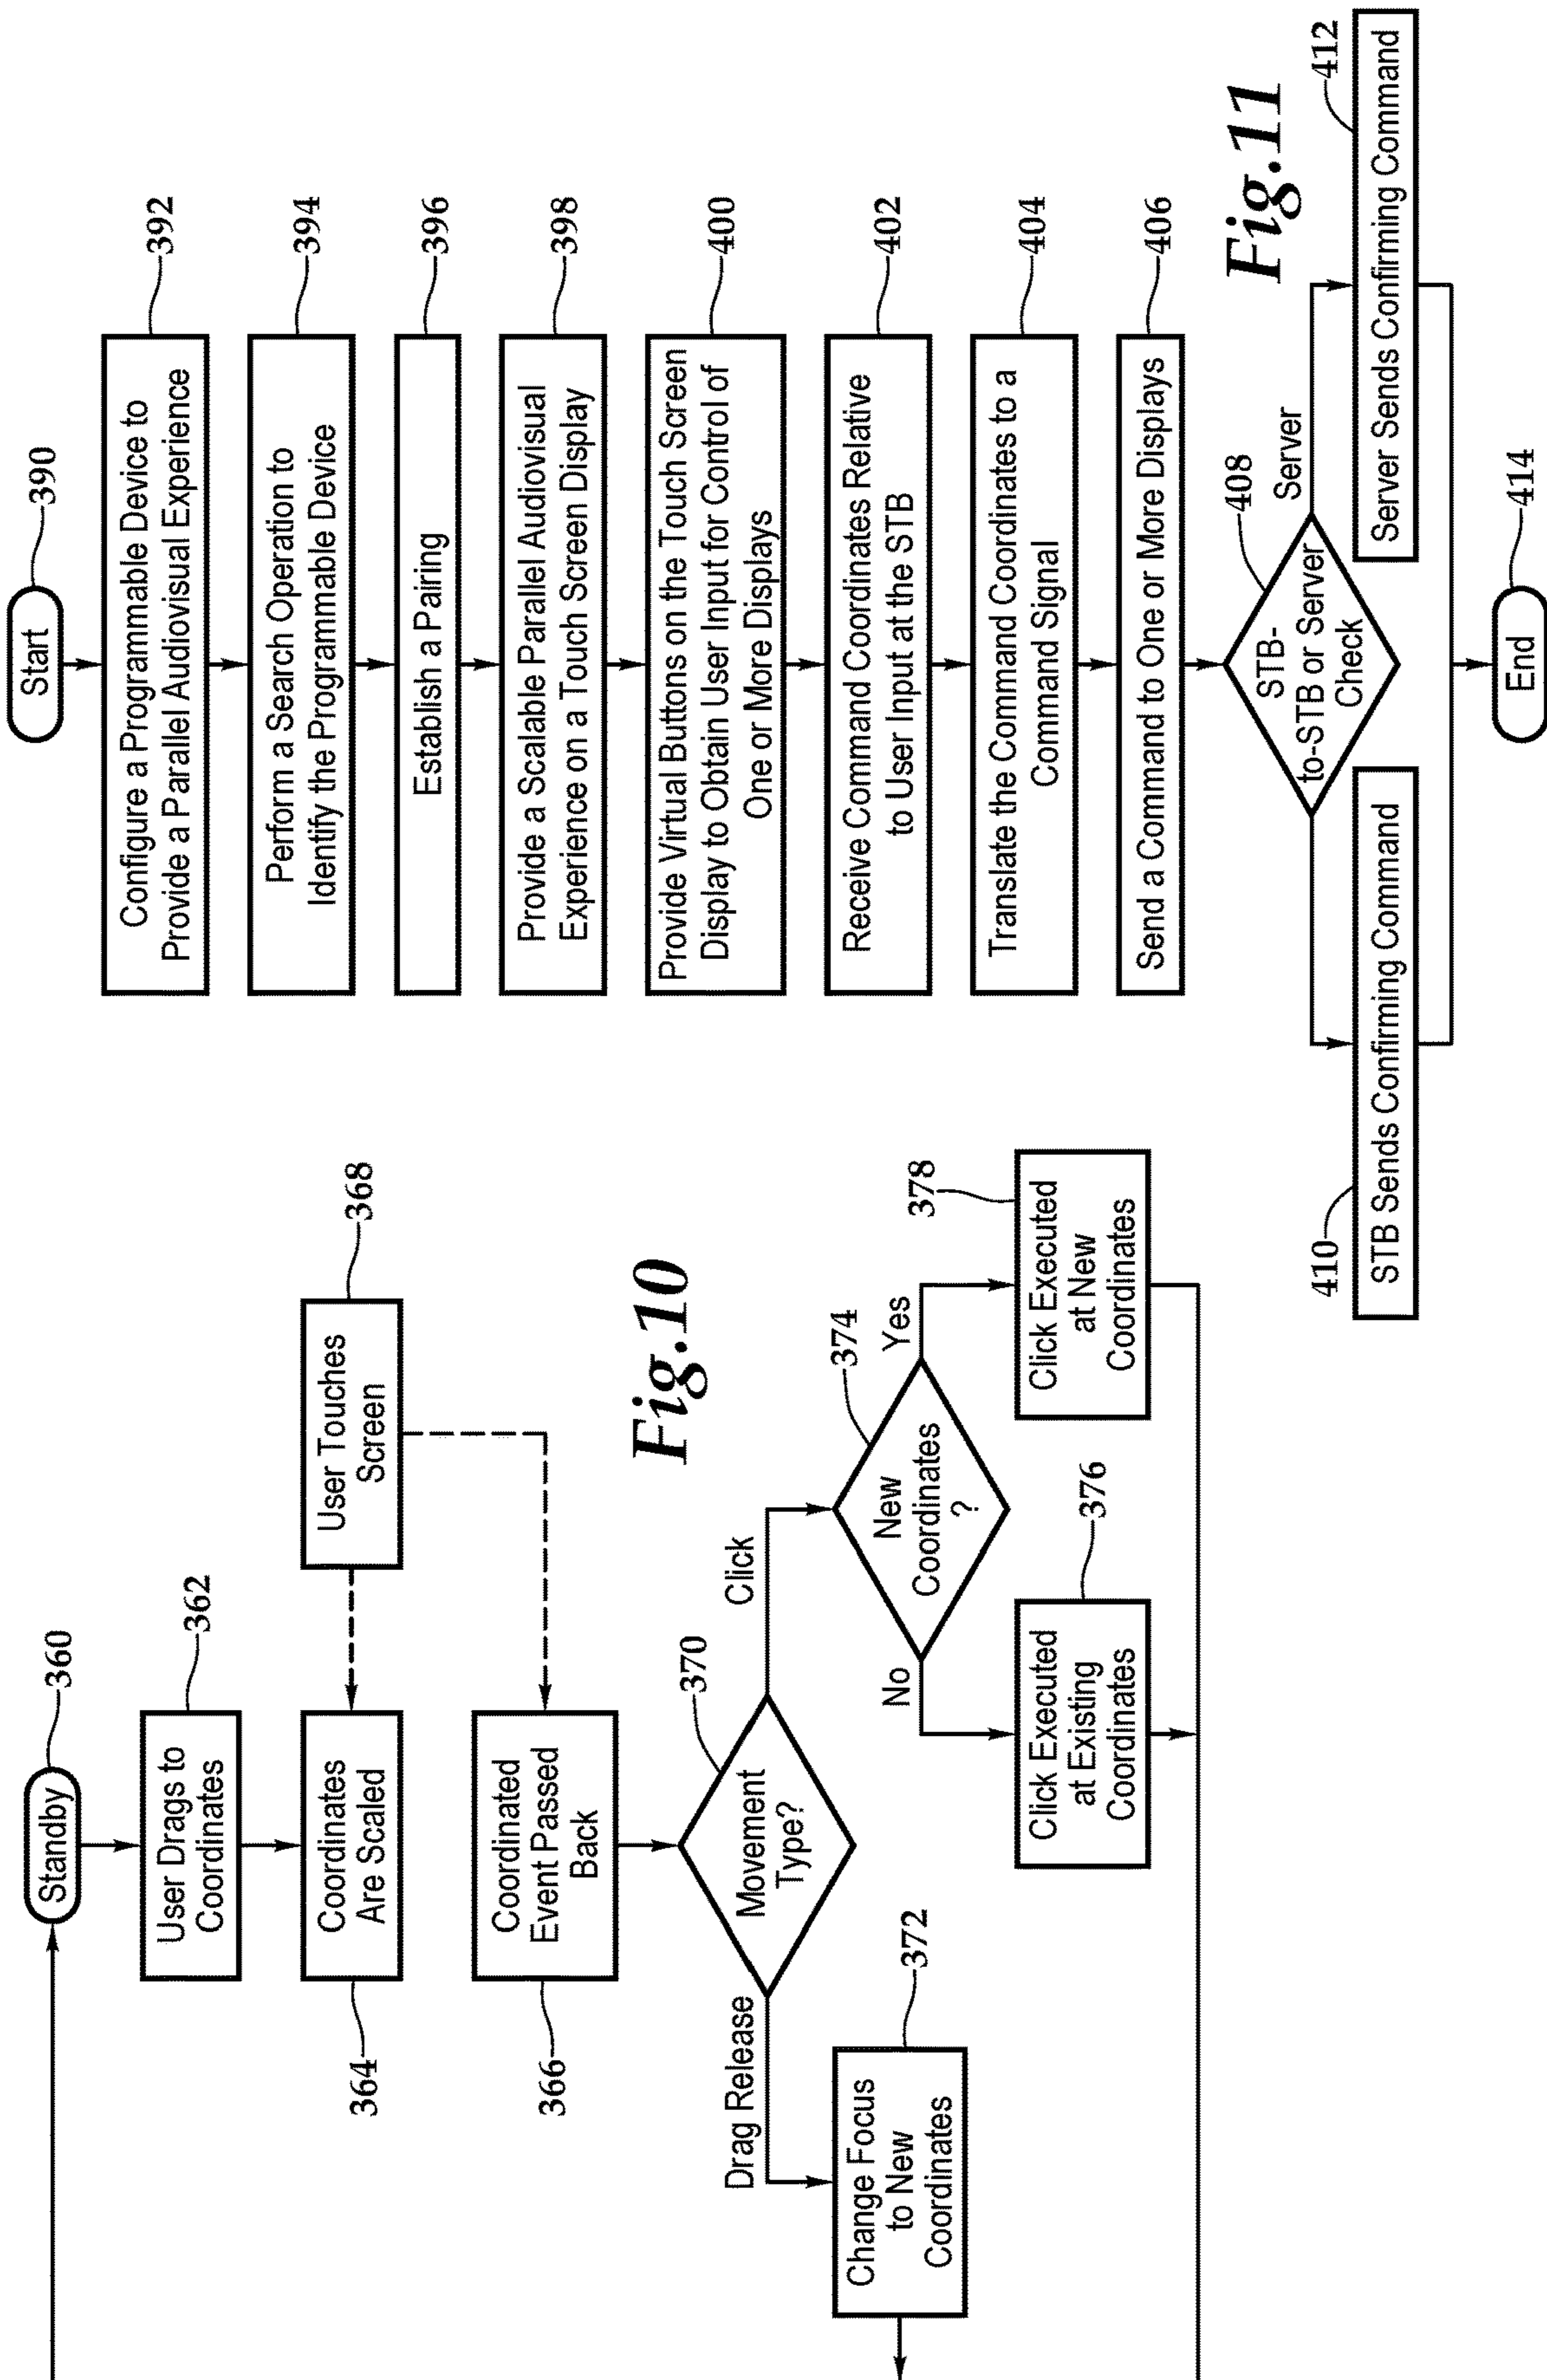 Standby
360
User Drags to
Coordinates
362
Coordinates
Are Scaled
364
User Touches
Screen
368
Coordinated
Event Passed
Back
366
Movement
Type?
370
Drag Release
Click
Change Focus
to New
Coordinates
372
New
Coordinates
?
374
No
Yes
Click Executed
at Existing
Coordinates
376
Click Executed
at New
Coordinates
378
Fig.10
Start
390
Configure a Programmable Device to
Provide a Parallel Audiovisual Experience
392
Perform a Search Operation to
Identify the Programmable Device
394
Establish a Pairing
396
Provide a Scalable Parallel Audiovisual
Experience on a Touch Screen Display
398
Provide Virtual Buttons on the Touch Screen
Display to Obtain User Input for Control of
One or More Displays
400
Receive Command Coordinates Relative
to User Input at the STB
402
Translate the Command Coordinates to a
Command Signal
404
Send a Command to One or More Displays
406
STB-
to-STB or Server
Check
408
Server
STB Sends Confirming Command
410
Server Sends Confirming Command
412
End
414
Fig.11